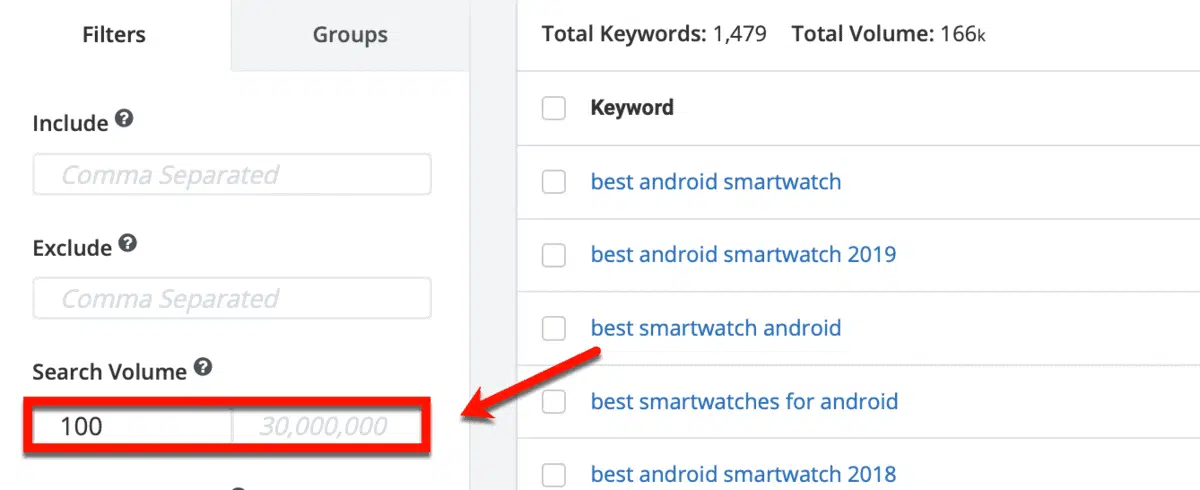 Filters
Groups
Include
Comma Separated
Exclude
Comma Separated
Search Volume
100
30,000,000
Total Keywords: 1,479 Total Volume: 166k
Keyword
best android smartwatch
best android smartwatch 2019
best smartwatch android
best smartwatches for android
best android smartwatch 2018